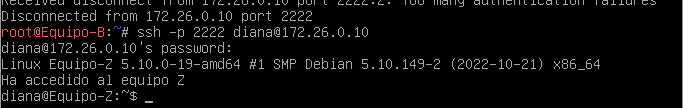 Received disconnect from 172.26.0.10 port 2222:2: Too many authentication failures
Disconnected from 172.26.0.10 port 2222
root@Equipo-B:~# ssh -p 2222 diana@172.26.0.10
diana@172.26.0.10's password:
Linux Equipo-Z 5.10.0-19-amd64 #1 SMP Debian 5.10.149-2 (2022-10-21) x86_64
Ha accedido al equipo Z
diana@Equipo-Z:~$ _